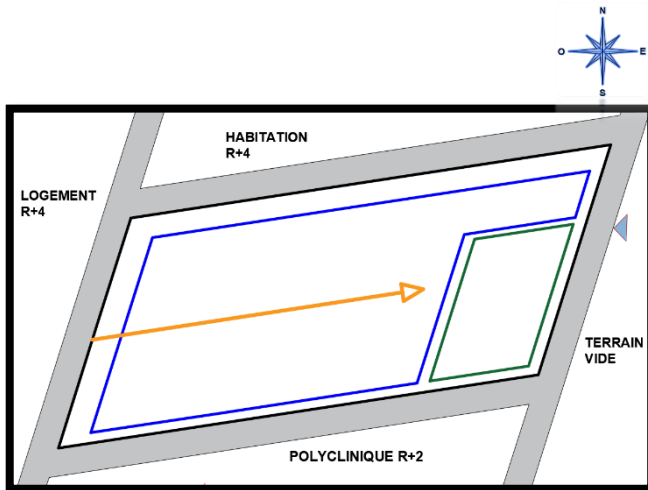 N
O
E
S
HABITATION
R+4
LOGEMENT
R+4
TERRAIN
VIDE
POLYCLINIQUE R+2